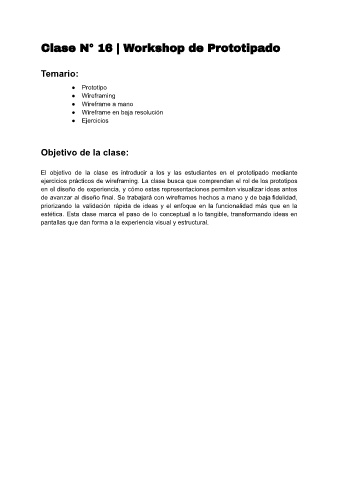 Clase N° 16 | Workshop de Prototipado
Temario:
● Prototipo
● Wireframing
● Wireframe a mano
● Wireframe en baja resolución
● Ejercicios
Objetivo de la clase:
El objetivo de la clase es introducir a los y las estudiantes en el prototipado mediante
ejercicios prácticos de wireframing. La clase busca que comprendan el rol de los prototipos
en el diseño de experiencia, y cómo estas representaciones permiten visualizar ideas antes
de avanzar al diseño final. Se trabajará con wireframes hechos a mano y de baja fidelidad,
priorizando la validación rápida de ideas y el enfoque en la funcionalidad más que en la
estética. Esta clase marca el paso de lo conceptual a lo tangible, transformando ideas en
pantallas que dan forma a la experiencia visual y estructural.